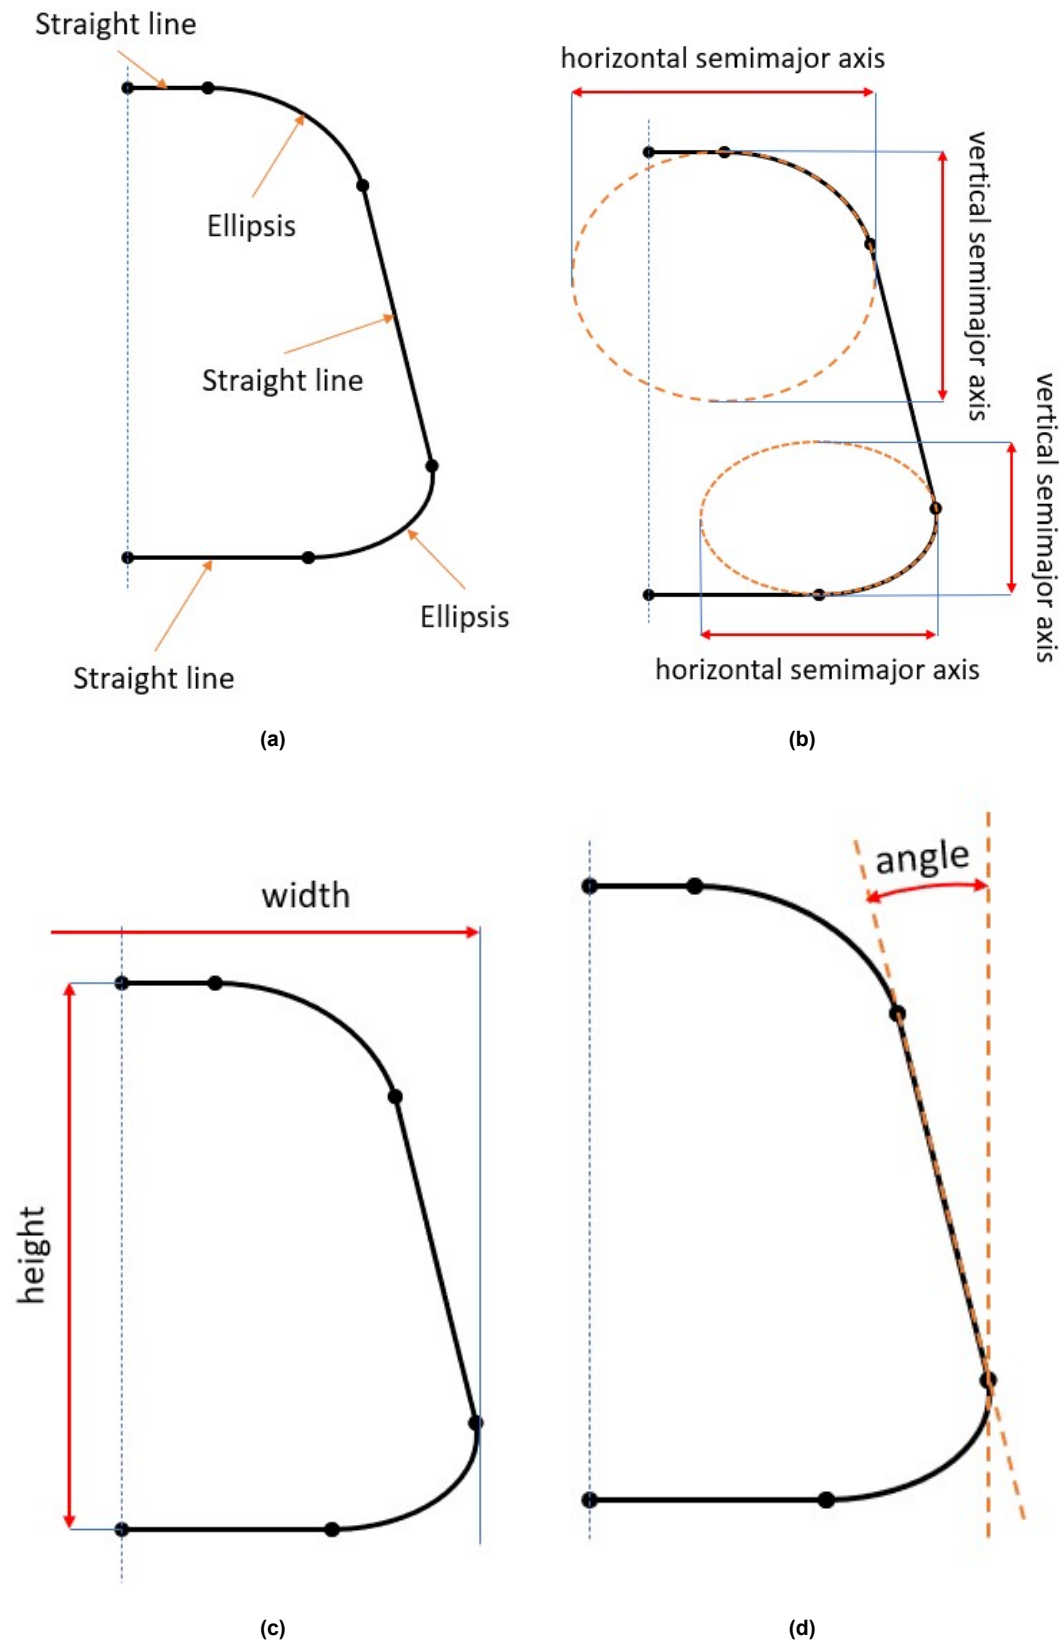 Straight line
Ellipsis
Straight line
Ellipsis
Straight line
(a)
horizontal semimajor axis
vertical semimajor axis
vertical semimajor axis
horizontal semimajor axis
(b)
width
height
(c)
angle
(d)